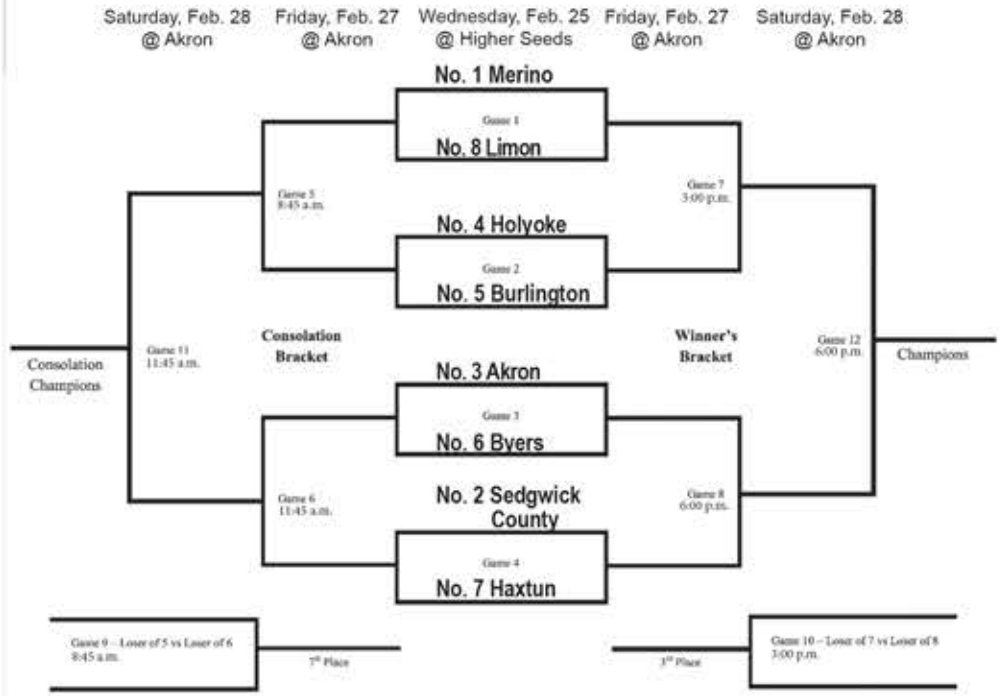 Saturday, Feb. 28
@ Akron
Friday, Feb. 27
@ Akron
Wednesday, Feb. 25
@ Higher Seeds
Friday, Feb. 27
@ Akron
Saturday, Feb. 28
@ Akron
No. 1 Merino
Game 1
No. 8 Limon
Game 5
8:45 a.m.
Game 7
3:00 p.m.
No. 4 Holyoke
Game 2
No. 5 Burlington
Consolation
Bracket
Winner's
Bracket
Game 11
11:45 a.m.
Game 12
6:00 p.m.
Consolation
Champions
Champions
No. 3 Akron
Game 3
No. 6 Byers
Game 6
11:45 a.m.
Game 8
6:00 p.m.
No. 2 Sedgwick
County
Game 4
No. 7 Haxtun
Game 9 – Loser of 5 vs Loser of 6
8:45 a.m.
7th Place
3rd Place
Game 10 – Loser of 7 vs Loser of 8
3:00 p.m.